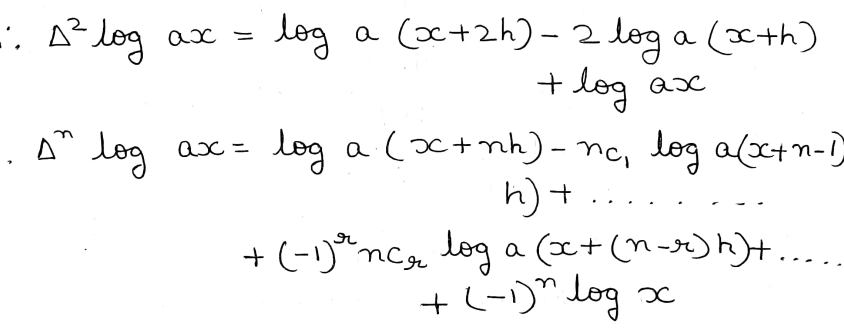 ∴ Δ² log ax = log a (x+2h) - 2 log a (x+h)
+ log ax
. Δⁿ log ax = log a (x+nh) - nc₁ log a(x+n-1)
h) + .........
+ (-1)ʳ ncᵣ log a (x+(n-r)h)+.....
+ (-1)ⁿ log x